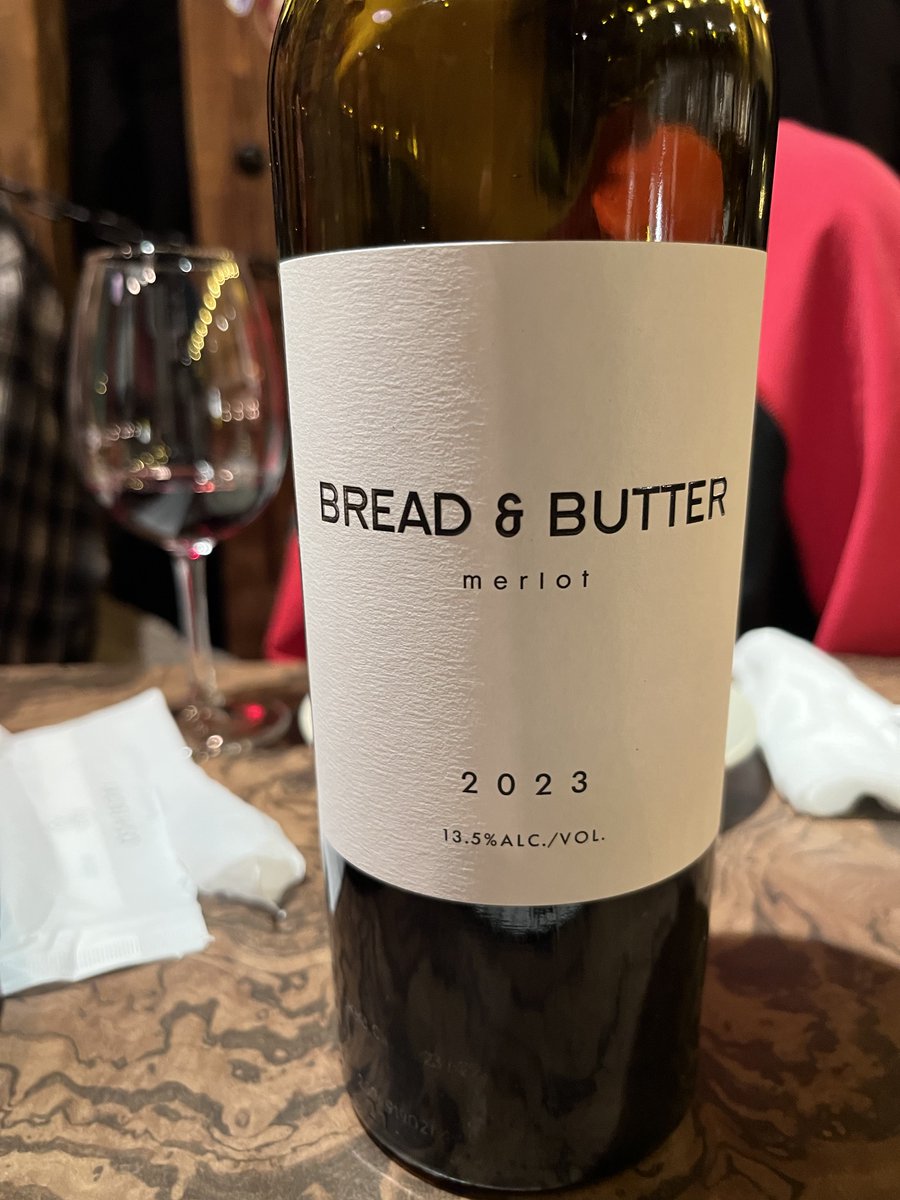 BREAD & BUTTER
merlot
2023
13.5%ALC./VOL.